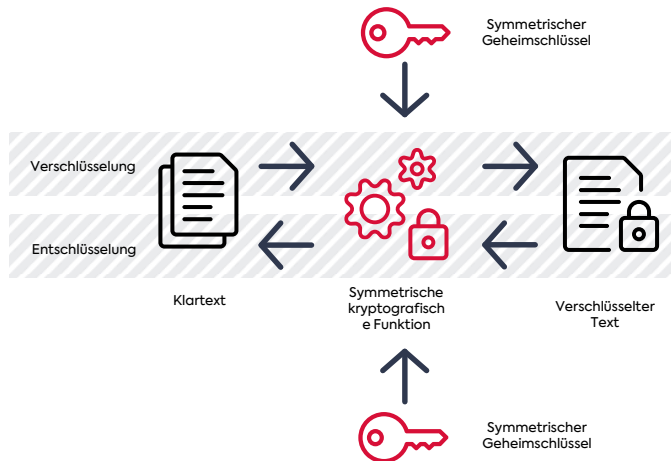 Symmetrischer
Geheimschlüssel
Verschlüsselung
Entschlüsselung
Klartext
Symmetrische
kryptografisch
e Funktion
Verschlüsselter
Text
Symmetrischer
Geheimschlüssel